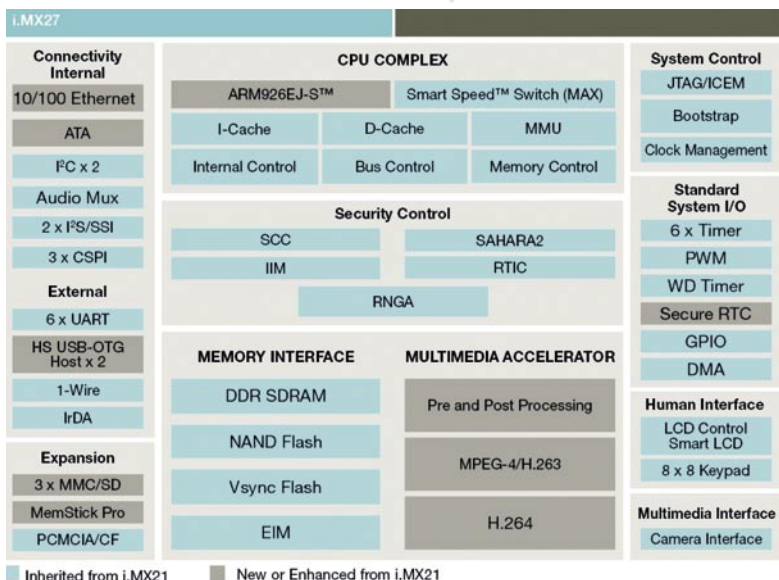 i.MX27
Connectivity
Internal
10/100 Ethernet
ATA
I²C x 2
Audio Mux
2 x I²S/SSI
3 x CSPI
External
6 x UART
HS USB-OTG
Host x 2
1-Wire
IrDA
Expansion
3 x MMC/SD
MemStick Pro
PCMCIA/CF
CPU COMPLEX
ARM926EJ-S™
Smart Speed™ Switch (MAX)
I-Cache
D-Cache
MMU
Internal Control
Bus Control
Memory Control
Security Control
SCC
SAHARA2
IIM
RTIC
RNGA
MEMORY INTERFACE
DDR SDRAM
NAND Flash
Vsync Flash
EIM
MULTIMEDIA ACCELERATOR
Pre and Post Processing
MPEG-4/H.263
H.264
System Control
JTAG/ICEM
Bootstrap
Clock Management
Standard
System I/O
6 x Timer
PWM
WD Timer
Secure RTC
GPIO
DMA
Human Interface
LCD Control
Smart LCD
8 x 8 Keypad
Multimedia Interface
Camera Interface
Inherited from i.MX21
New or Enhanced from i.MX21